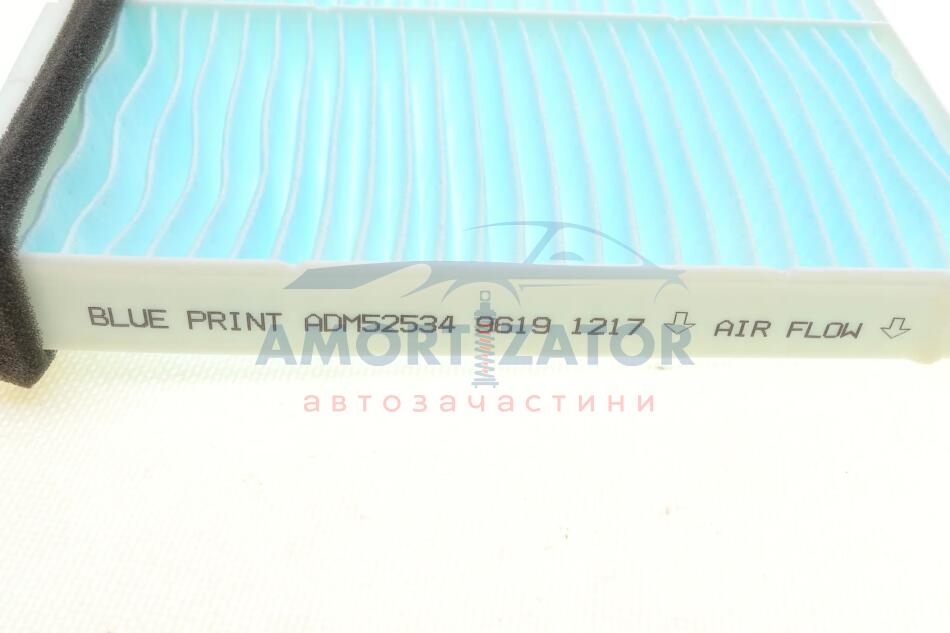 BLUE PRINT ADM52534 9619 1217 ⇩ AIR FLOW ⇩
AMORTIZATOR
автозачастини